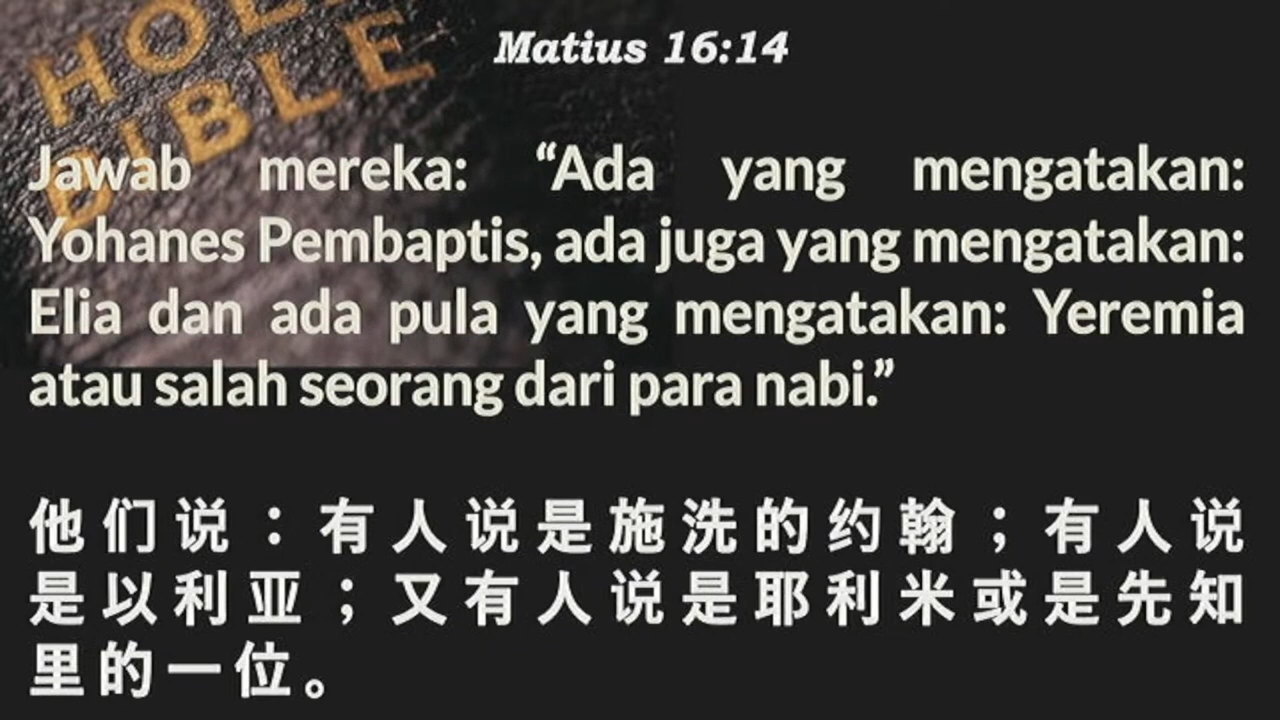 HOLY
BIBLE
Matius 16:14
Jawab mereka: “Ada yang mengatakan:
Yohanes Pembaptis, ada juga yang mengatakan:
Elia dan ada pula yang mengatakan: Yeremia
atau salah seorang dari para nabi.”
他们说：有人说是施洗的约翰；有人说
是以利亚；又有人说是耶利米或是先知
里的一位。